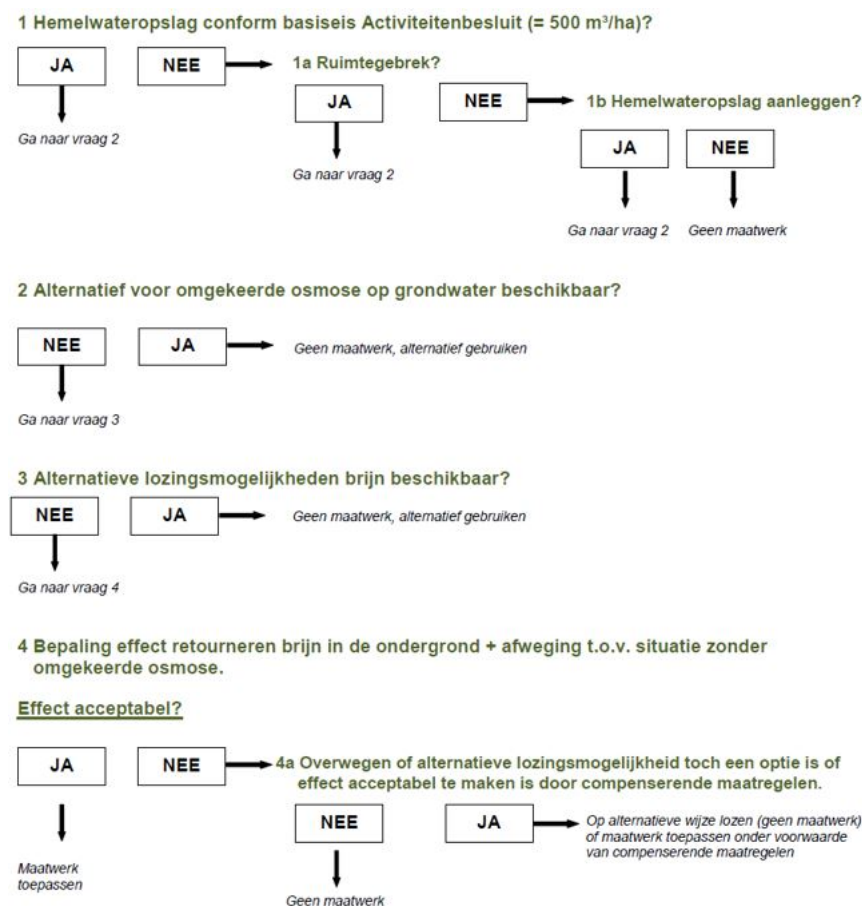 1 Hemelwateropslag conform basiseis Activiteitenbesluit (= 500 m³/ha)?
JA
NEE
1a Ruimtegebrek?
Ga naar vraag 2
JA
NEE
1b Hemelwateropslag aanleggen?
Ga naar vraag 2
JA
NEE
Ga naar vraag 2
Geen maatwerk
2 Alternatief voor omgekeerde osmose op grondwater beschikbaar?
NEE
JA
Geen maatwerk, alternatief gebruiken
Ga naar vraag 3
3 Alternatieve lozingsmogelijkheden brijn beschikbaar?
NEE
JA
Geen maatwerk, alternatief gebruiken
Ga naar vraag 4
4 Bepaling effect retourneren brijn in de ondergrond + afweging t.o.v. situatie zonder
omgekeerde osmose.
Effect acceptabel?
JA
NEE
4a Overwegen of alternatieve lozingsmogelijkheid toch een optie is of
effect acceptabel te maken is door compenserende maatregelen.
Maatwerk
toepassen
NEE
JA
Op alternatieve wijze lozen (geen maatwerk)
of maatwerk toepassen onder voorwaarde
van compenserende maatregelen
Geen maatwerk